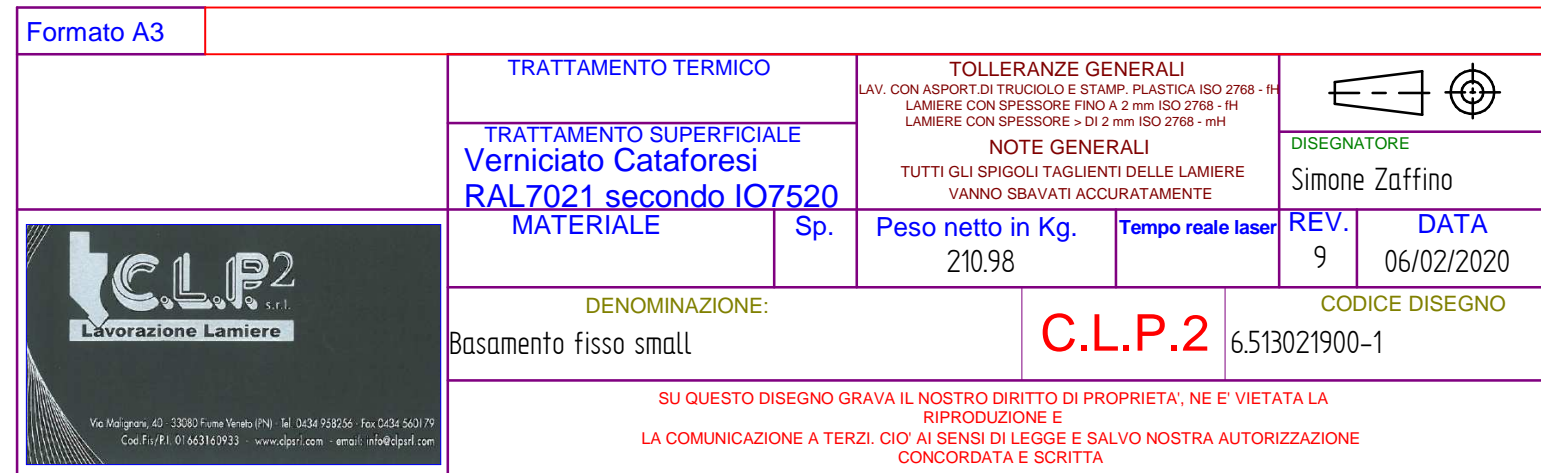 Formato A3
TRATTAMENTO TERMICO
TOLLERANZE GENERALI
LAV. CON ASPORT.DI TRUCIOLO E STAMP. PLASTICA ISO 2768 - fH
LAMIERE CON SPESSORE FINO A 2 mm ISO 2768 - fH
LAMIERE CON SPESSORE > DI 2 mm ISO 2768 - mH
TRATTAMENTO SUPERFICIALE
Verniciato Cataforesi
RAL7021 secondo IO7520
NOTE GENERALI
TUTTI GLI SPIGOLI TAGLIENTI DELLE LAMIERE
VANNO SBAVATI ACCURATAMENTE
DISEGNATORE
Simone Zaffino
MATERIALE
Sp.
Peso netto in Kg.
210.98
Tempo reale laser
REV.
9
DATA
06/02/2020
C.L.P.2 s.r.l.
Lavorazione Lamiere
Via Malignani, 40 - 33080 Fiume Veneto (PN) - Tel. 0434 958256 - Fax 0434 560179
Cod.Fis/P.I. 01663160933 - www.clpsrl.com - email: info@clpsrl.com
DENOMINAZIONE:
Basamento fisso small
C.L.P.2
CODICE DISEGNO
6.513021900-1
SU QUESTO DISEGNO GRAVA IL NOSTRO DIRITTO DI PROPRIETA', NE E' VIETATA LA
RIPRODUZIONE E
LA COMUNICAZIONE A TERZI. CIO' AI SENSI DI LEGGE E SALVO NOSTRA AUTORIZZAZIONE
CONCORDATA E SCRITTA